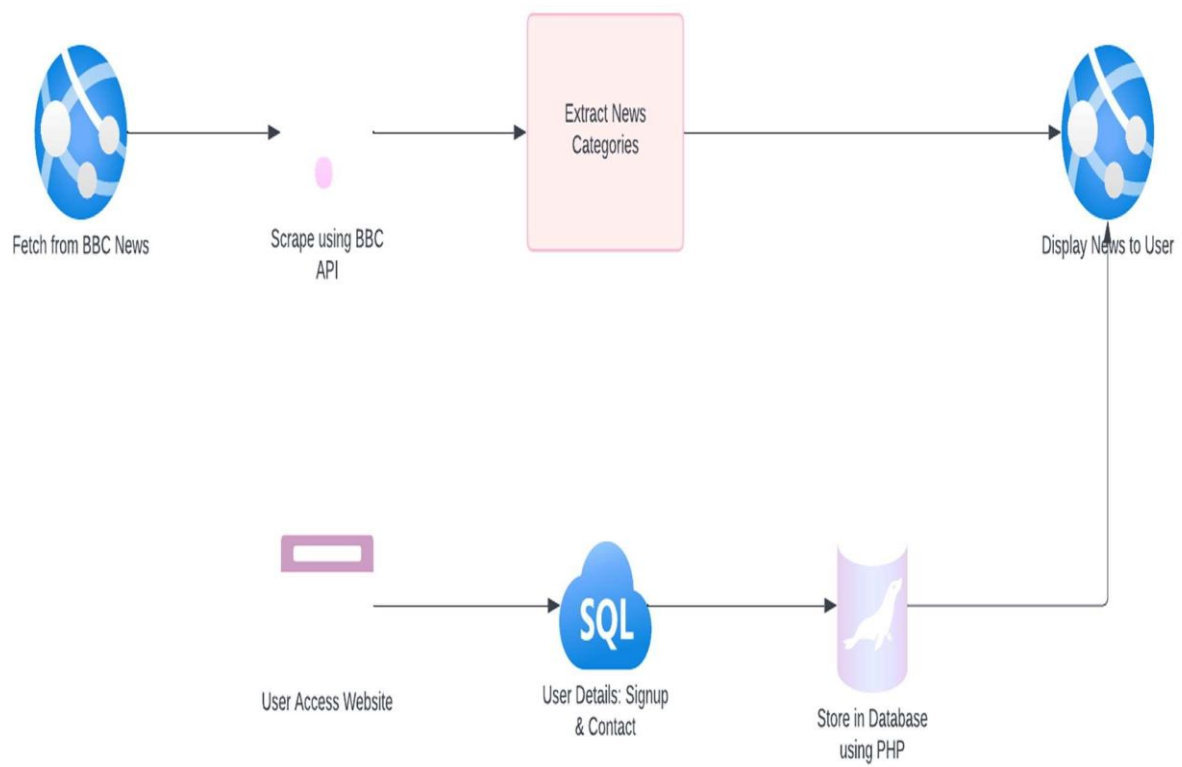 Extract News
Categories
Fetch from BBC News
Scrape using BBC
API
Display News to User
SQL
User Access Website
User Details: Signup
& Contact
Store in Database
using PHP